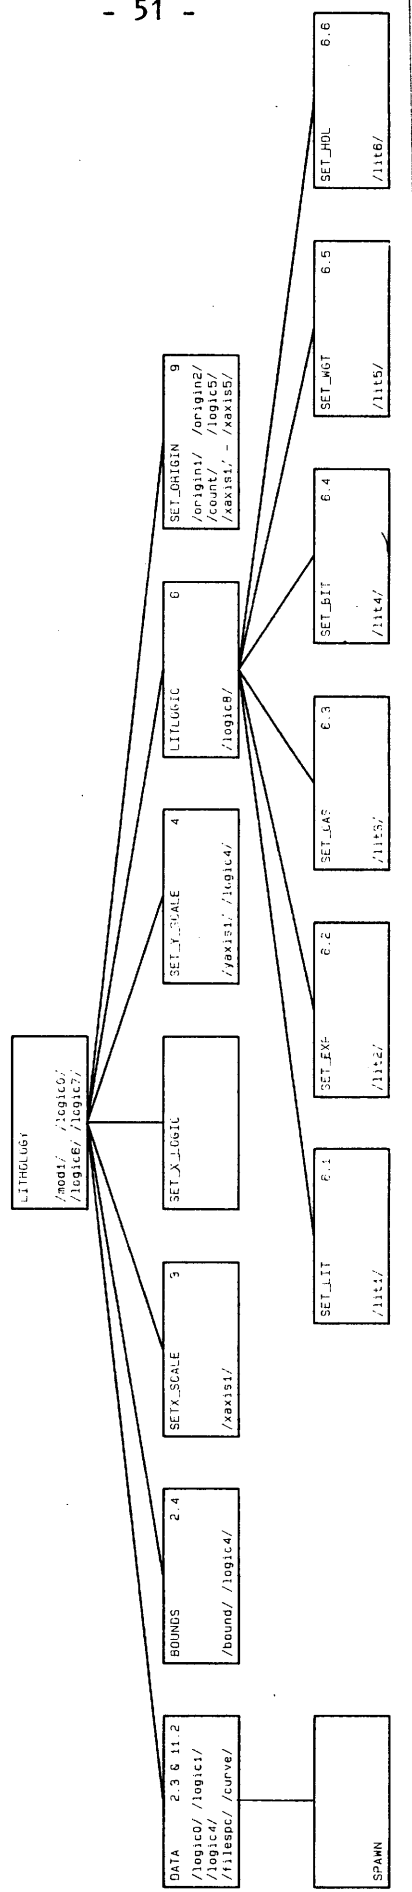 - 51 -
LITHOLOGY
/mod1/ /logic0/
/logic6/ /logic7/
DATA 2.3 & 11.2
/logic0/ /logic1/
/logic4/
/filespc/ /curve/
BOUNDS 2.4
/bound/ /logic4/
SETX_SCALE 3
/xaxis1/
SET_X_LOGIC
SET_Y_SCALE 4
/yaxis1/ /logic4/
LITLOGIC 6
/logic8/
SET_ORIGIN 9
/origin1/ /origin2/
/count/ /logic5/
/xaxis1/ - /xaxis5/
SPAWN
SET_LIT 6.1
/lit1/
SET_EXP 6.2
/lit2/
SET_CAS 6.3
/lit3/
SET_BIT 6.4
/lit4/
SET_WGT 6.5
/lit5/
SET_HDL 6.6
/lit6/